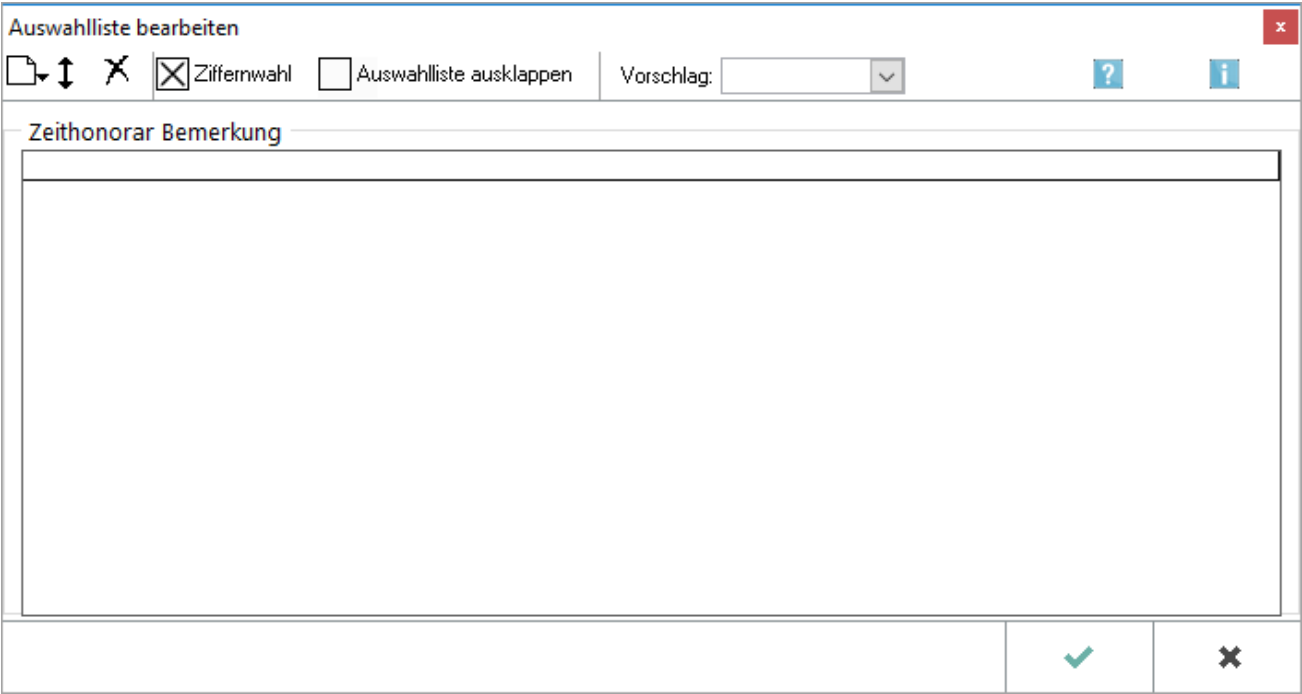 Auswahlliste bearbeiten
x
Ziffernwahl Auswahlliste ausklappen Vorschlag: ? i
Zeithonorar Bemerkung